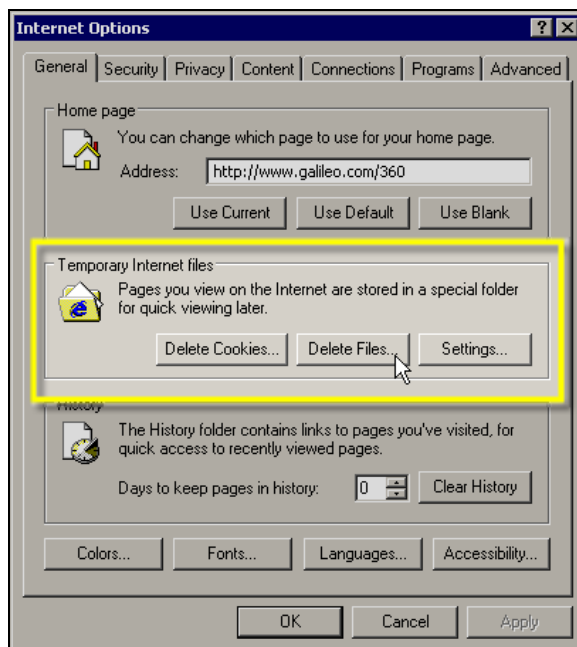 Internet Options
General Security Privacy Content Connections Programs Advanced
Home page
You can change which page to use for your home page.
Address: http://www.galileo.com/360
Use Current Use Default Use Blank
Temporary Internet files
Pages you view on the Internet are stored in a special folder
for quick viewing later.
Delete Cookies... Delete Files... Settings...
History
The History folder contains links to pages you've visited, for
quick access to recently viewed pages.
Days to keep pages in history: 0 Clear History
Colors... Fonts... Languages... Accessibility...
OK Cancel Apply